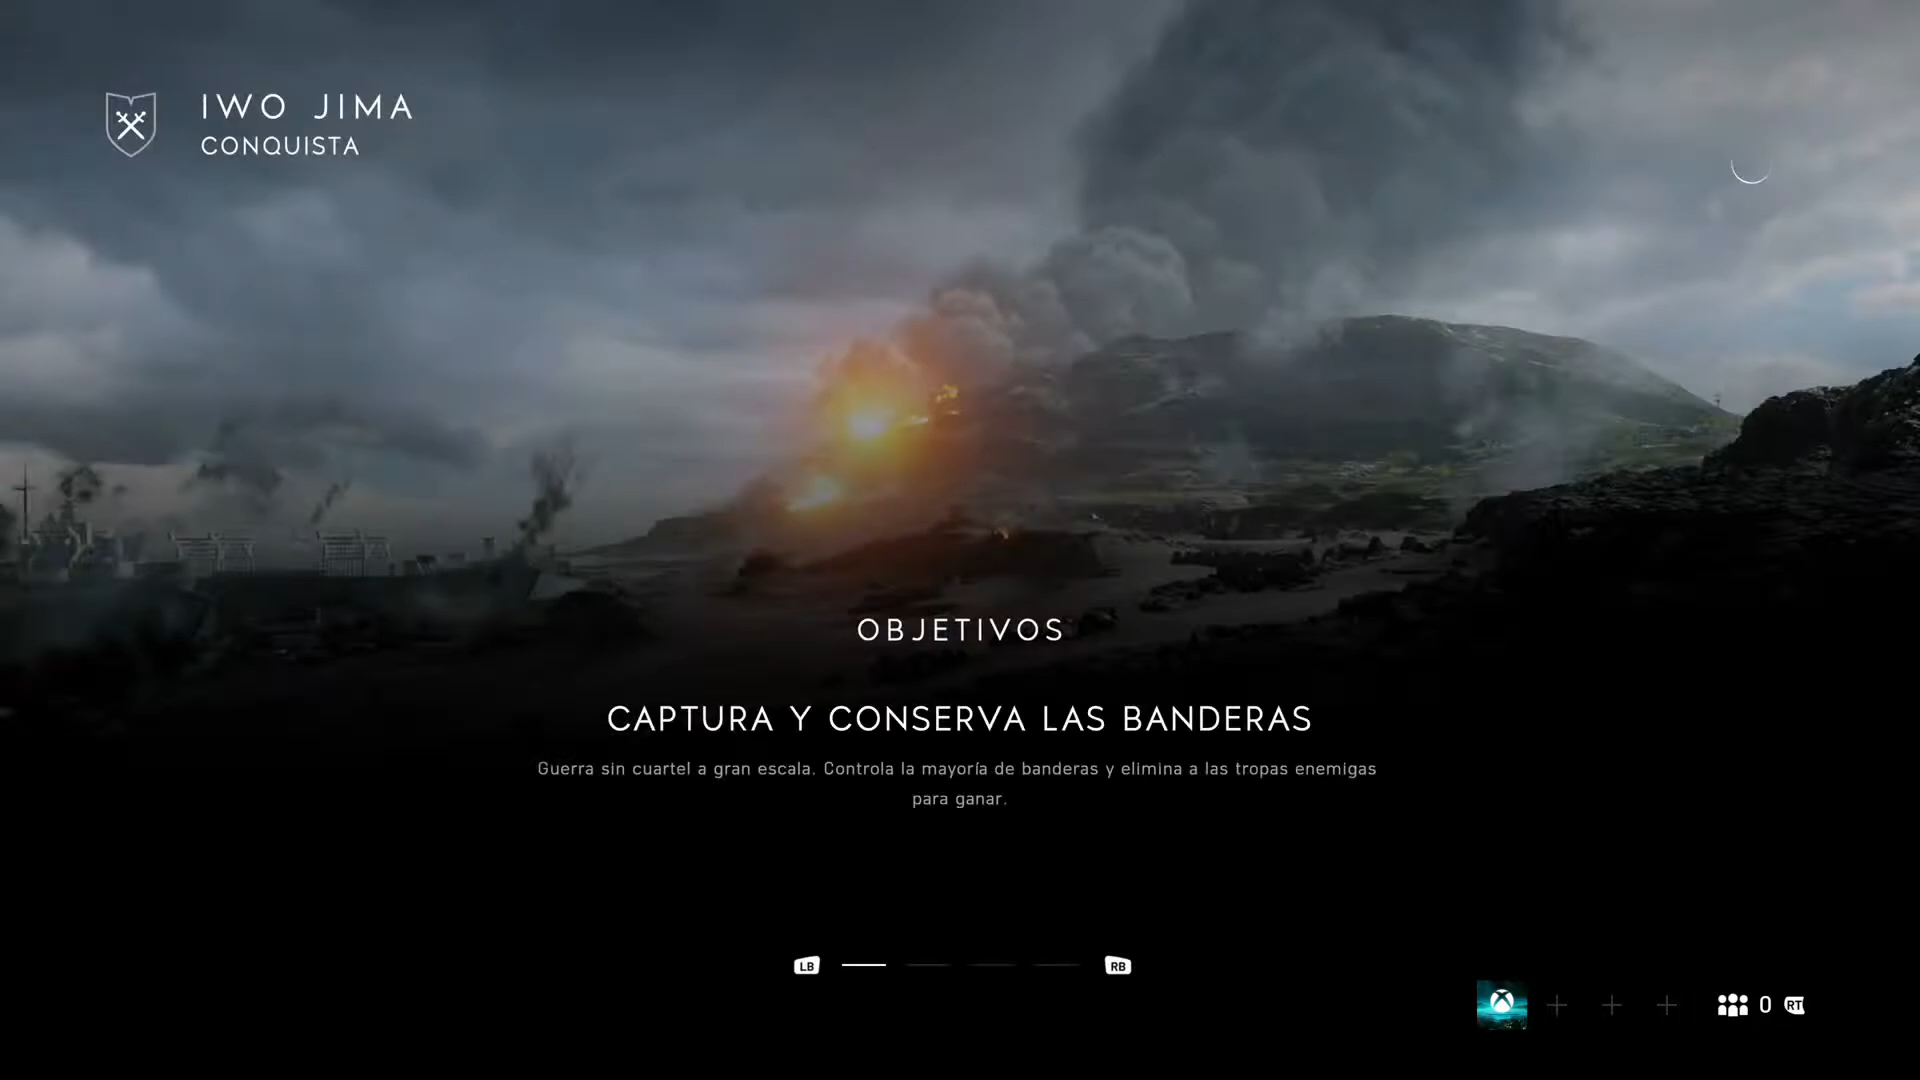 IWO JIMA
CONQUISTA
OBJETIVOS
CAPTURA Y CONSERVA LAS BANDERAS
Guerra sin cuartel a gran escala. Controla la mayoría de banderas y elimina a las tropas enemigas
para ganar.
LB RB
0 RT